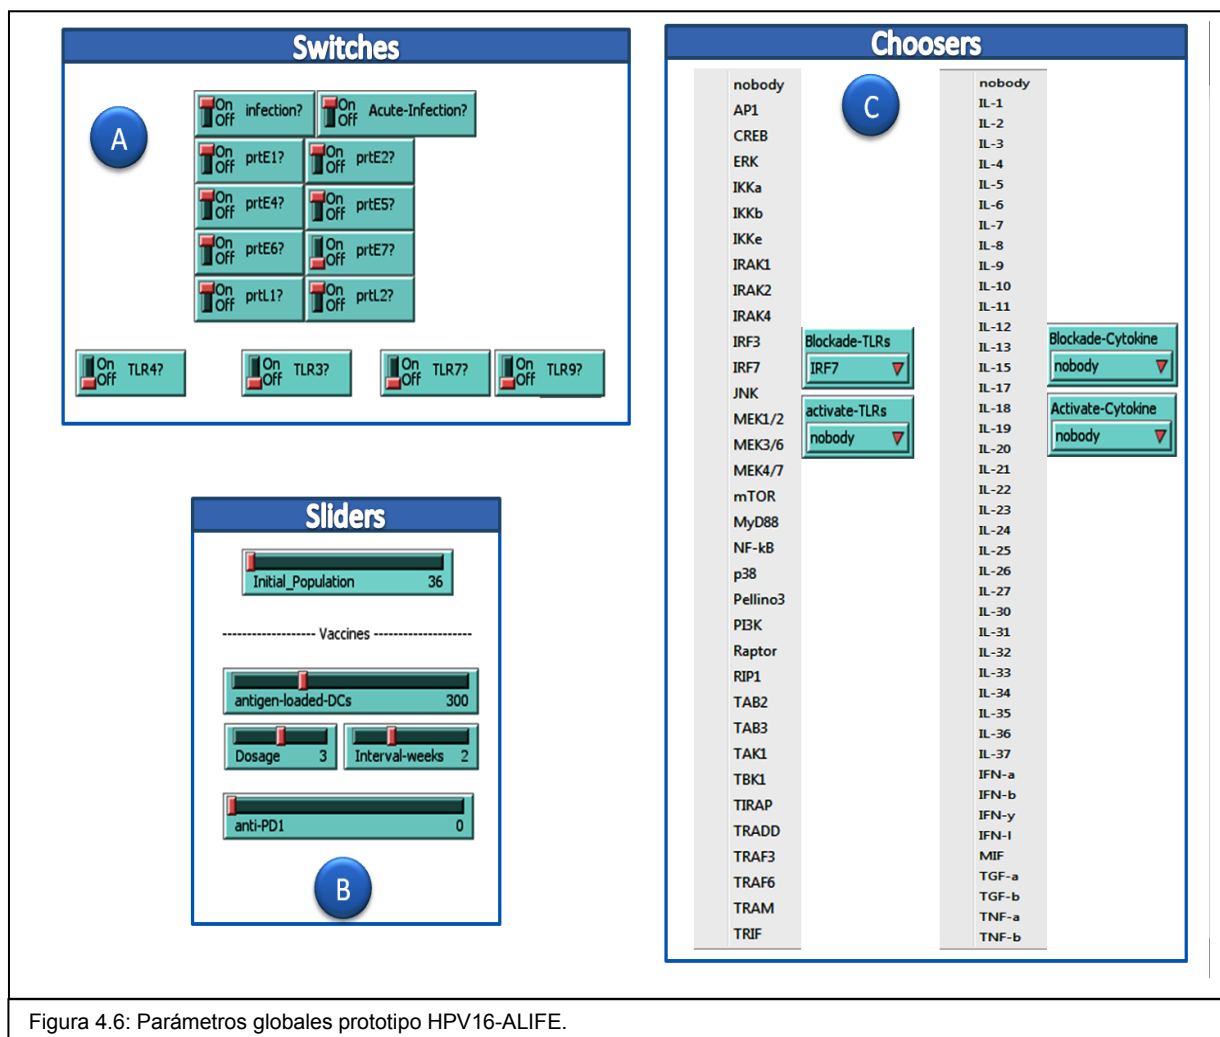 Switches
A
On
Off
infection?
On
Off
Acute-Infection?
On
Off
prtE1?
On
Off
prtE2?
On
Off
prtE4?
On
Off
prtE5?
On
Off
prtE6?
On
Off
prtE7?
On
Off
prtL1?
On
Off
prtL2?
On
Off
TLR4?
On
Off
TLR3?
On
Off
TLR7?
On
Off
TLR9?
Sliders
Initial_Population 36
------------------- Vaccines --------------------
antigen-loaded-DCs 300
Dosage 3
Interval-weeks 2
anti-PD1 0
B
Choosers
C
nobody
AP1
CREB
ERK
IKKa
IKKb
IKKe
IRAK1
IRAK2
IRAK4
IRF3
IRF7
JNK
MEK1/2
MEK3/6
MEK4/7
mTOR
MyD88
NF-kB
p38
Pellino3
PI3K
Raptor
RIP1
TAB2
TAB3
TAK1
TBK1
TIRAP
TRADD
TRAF3
TRAF6
TRAM
TRIF
Blockade-TLRs
IRF7
activate-TLRs
nobody
nobody
IL-1
IL-2
IL-3
IL-4
IL-5
IL-6
IL-7
IL-8
IL-9
IL-10
IL-11
IL-12
IL-13
IL-15
IL-17
IL-18
IL-19
IL-20
IL-21
IL-22
IL-23
IL-24
IL-25
IL-26
IL-27
IL-30
IL-31
IL-32
IL-33
IL-34
IL-35
IL-36
IL-37
IFN-a
IFN-b
IFN-y
IFN-l
MIF
TGF-a
TGF-b
TNF-a
TNF-b
Blockade-Cytokine
nobody
Activate-Cytokine
nobody
Figura 4.6: Parámetros globales prototipo HPV16-ALIFE.